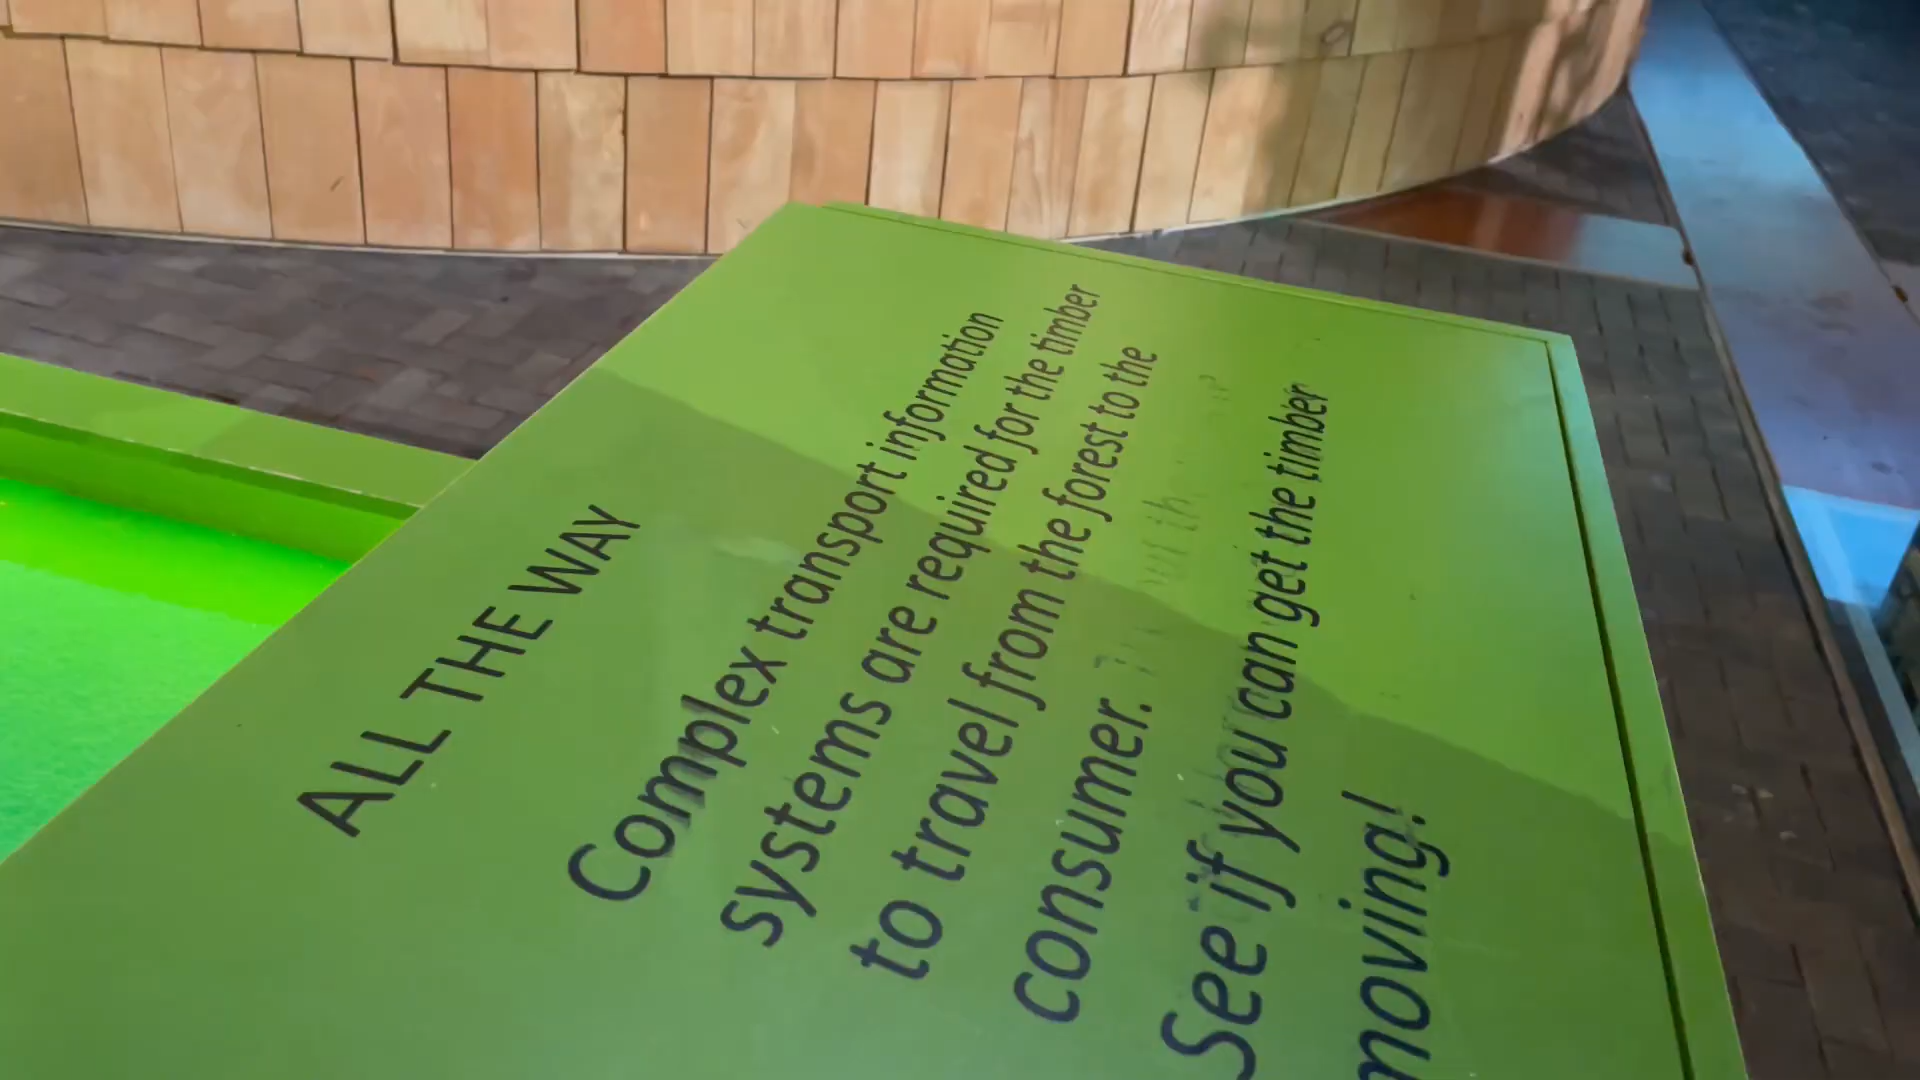 ALL THE WAY
Complex transport information
systems are required for the timber
to travel from the forest to the
consumer.
See if you can get the timber
moving!